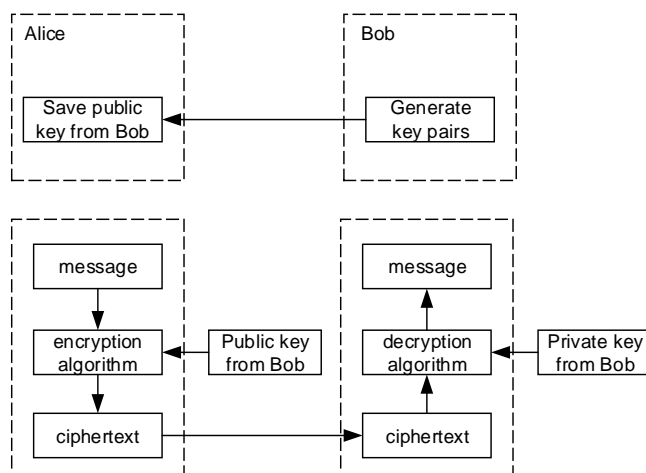 Alice
Bob
Save public
key from Bob
Generate
key pairs
message
message
encryption
algorithm
Public key
from Bob
decryption
algorithm
Private key
from Bob
ciphertext
ciphertext